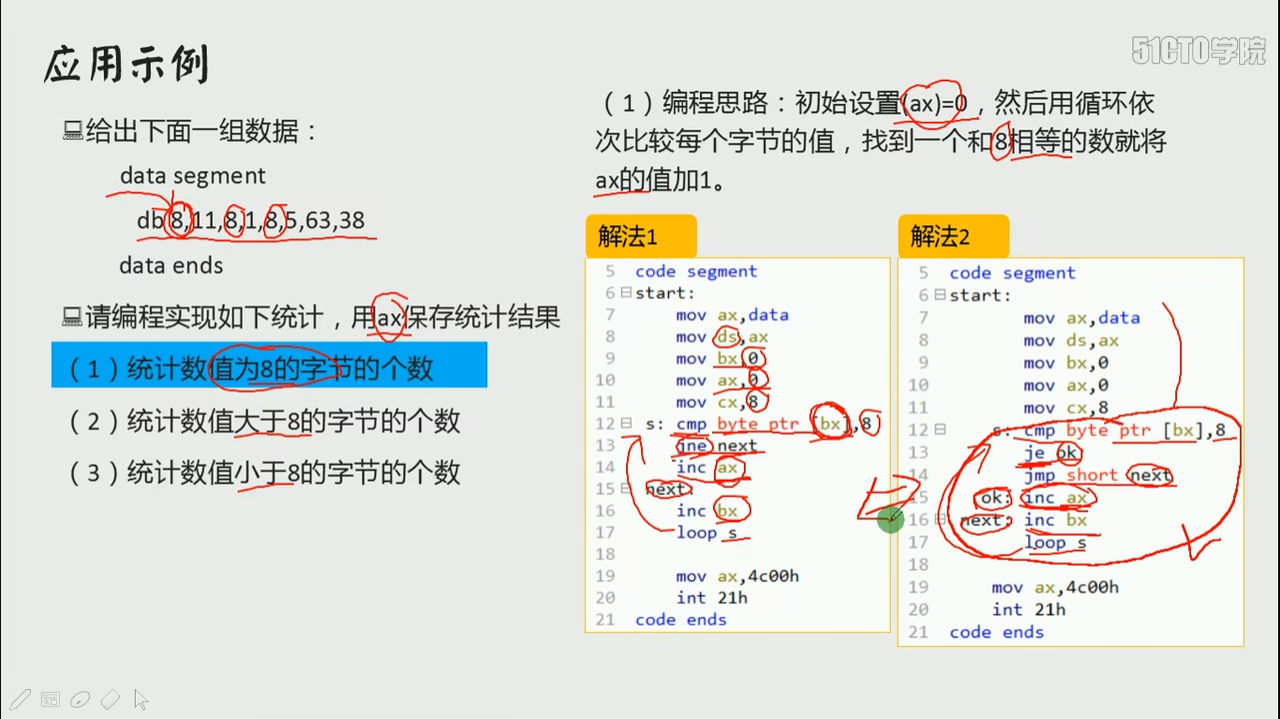 应用示例
51CTO学院
给出下面一组数据：
data segment
db 8,11,8,1,8,5,63,38
data ends
请编程实现如下统计，用ax保存统计结果
（1）统计数值为8的字节的个数
（2）统计数值大于8的字节的个数
（3）统计数值小于8的字节的个数
（1）编程思路：初始设置(ax)=0，然后用循环依
次比较每个字节的值，找到一个和8相等的数就将
ax的值加1。
解法1
5 code segment
6 start:
7 mov ax,data
8 mov ds,ax
9 mov bx,0
10 mov ax,0
11 mov cx,8
12 s: cmp byte ptr [bx],8
13 jne next
14 inc ax
15 next:
16 inc bx
17 loop s
18
19 mov ax,4c00h
20 int 21h
21 code ends
解法2
5 code segment
6 start:
7 mov ax,data
8 mov ds,ax
9 mov bx,0
10 mov ax,0
11 mov cx,8
12 s: cmp byte ptr [bx],8
13 je ok
14 jmp short next
15 ok: inc ax
16 next: inc bx
17 loop s
18
19 mov ax,4c00h
20 int 21h
21 code ends